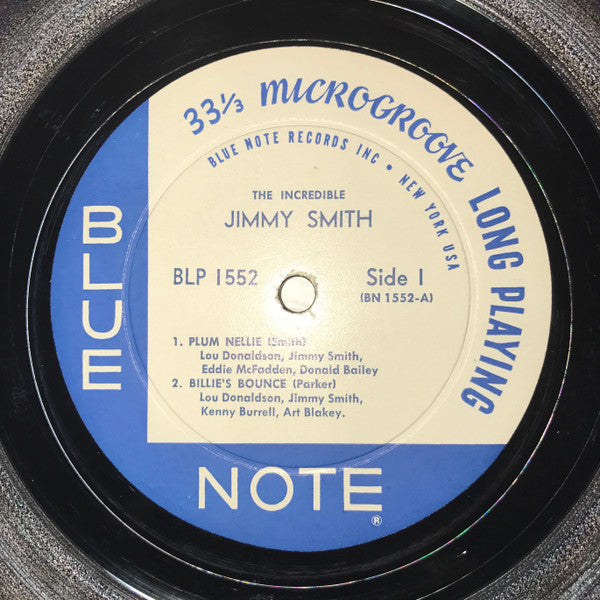 33⅓ MICROGROOVE LONG PLAYING
BLUE NOTE RECORDS INC • NEW YORK USA
THE INCREDIBLE
JIMMY SMITH
BLP 1552
Side 1
(BN 1552-A)
1. PLUM NELLIE (Smith)
Lou Donaldson, Jimmy Smith,
Eddie McFadden, Donald Bailey
2. BILLIE'S BOUNCE (Parker)
Lou Donaldson, Jimmy Smith,
Kenny Burrell, Art Blakey.
BLUE
NOTE
®